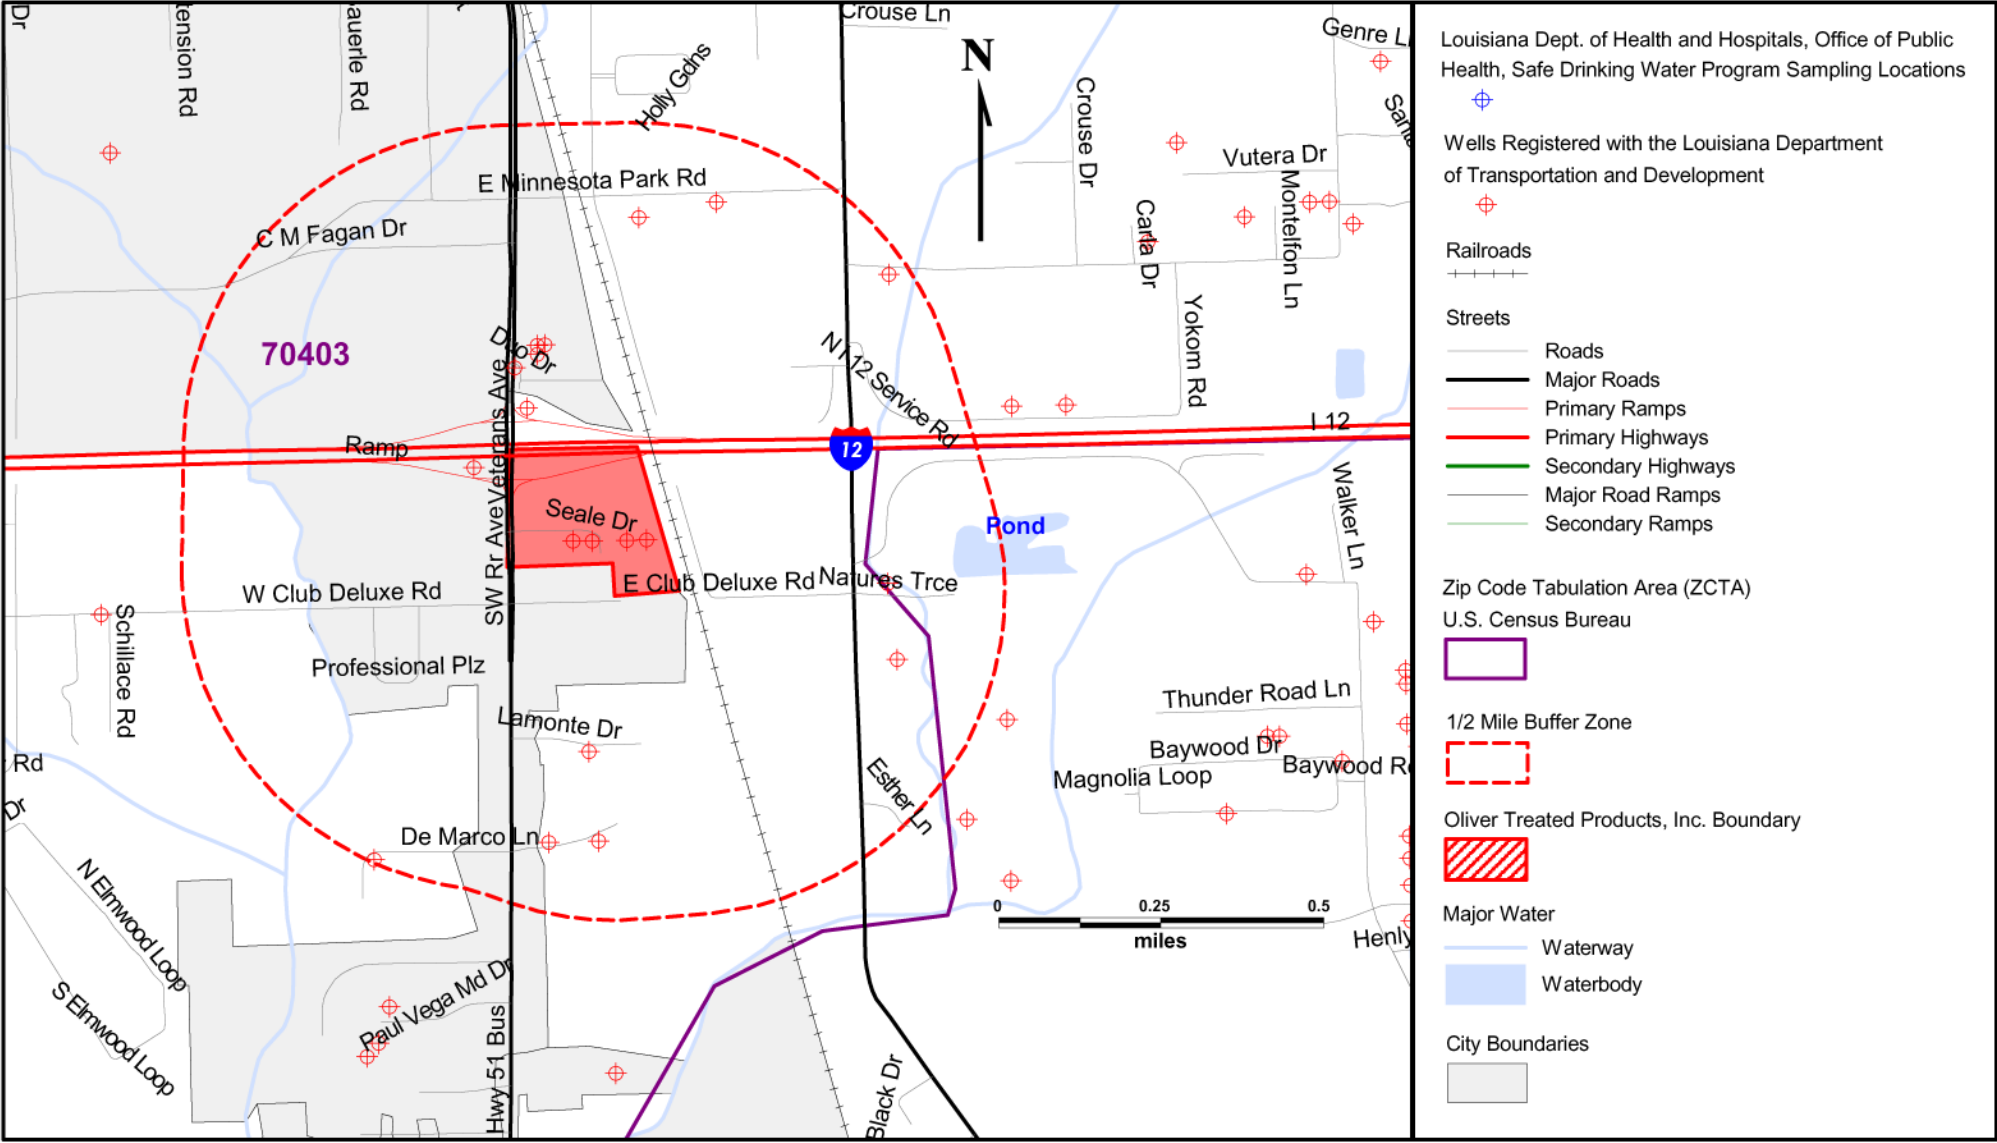 Dr
tension Rd
auerle Rd
Crouse Ln
Genre L
Holly Gdns
N
Crouse Dr
E Minnesota Park Rd
Vutera Dr
C M Fagan Dr
Carla Dr
Montelfon Ln
70403
Duo Dr
N I 12 Service Rd
Yokom Rd
I 12
Ramp
12
SW Rr Ave
Veterans Ave
Seale Dr
Pond
Walker Ln
W Club Deluxe Rd
E Club Deluxe Rd
Natures Trce
Schillace Rd
Professional Plz
Lamonte Dr
Thunder Road Ln
Baywood Dr
Baywood R
Magnolia Loop
Rd
Dr
Esther Ln
De Marco Ln
N Elmwood Loop
S Elmwood Loop
Paul Vega Md Dr
Hwy 51 Bus
Black Dr
Henly
0 0.25 0.5
miles
Louisiana Dept. of Health and Hospitals, Office of Public
Health, Safe Drinking Water Program Sampling Locations
Wells Registered with the Louisiana Department
of Transportation and Development
Railroads
Streets
Roads
Major Roads
Primary Ramps
Primary Highways
Secondary Highways
Major Road Ramps
Secondary Ramps
Zip Code Tabulation Area (ZCTA)
U.S. Census Bureau
1/2 Mile Buffer Zone
Oliver Treated Products, Inc. Boundary
Major Water
Waterway
Waterbody
City Boundaries